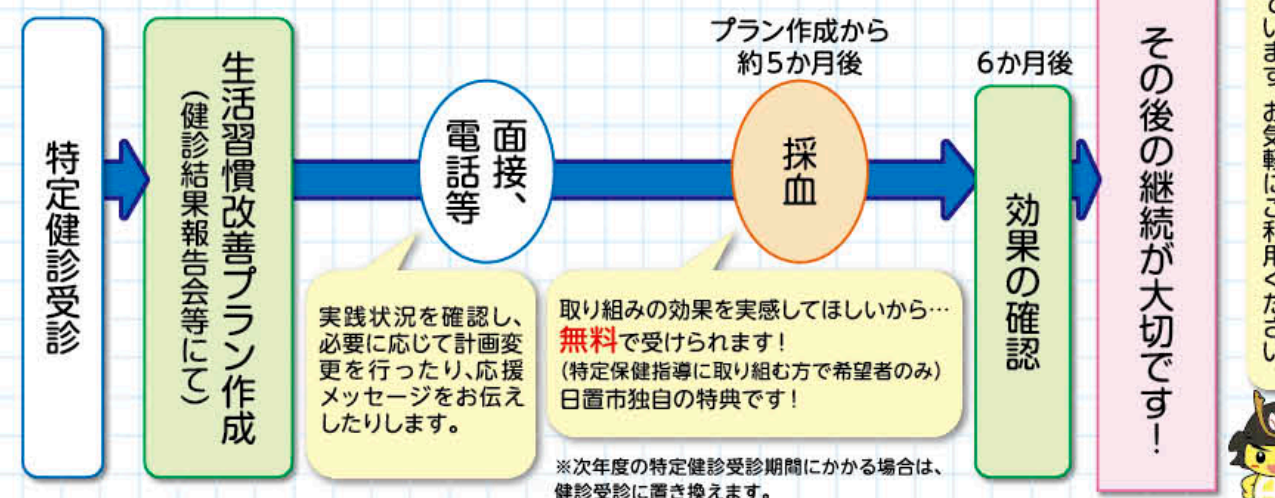 特定健診受診
生活習慣改善プラン作成
（健診結果報告会等にて）
面接、
電話等
実践状況を確認し、
必要に応じて計画変
更を行ったり、応援
メッセージをお伝え
したりします。
プラン作成から
約5か月後
採血
取り組みの効果を実感してほしいから…
無料で受けられます！
（特定保健指導に取り組む方で希望者のみ）
日置市独自の特典です！
※次年度の特定健診受診期間にかかる場合は、
健診受診に置き換えます。
6か月後
効果の確認
その後の継続が大切です！
ています お気軽にご利用ください